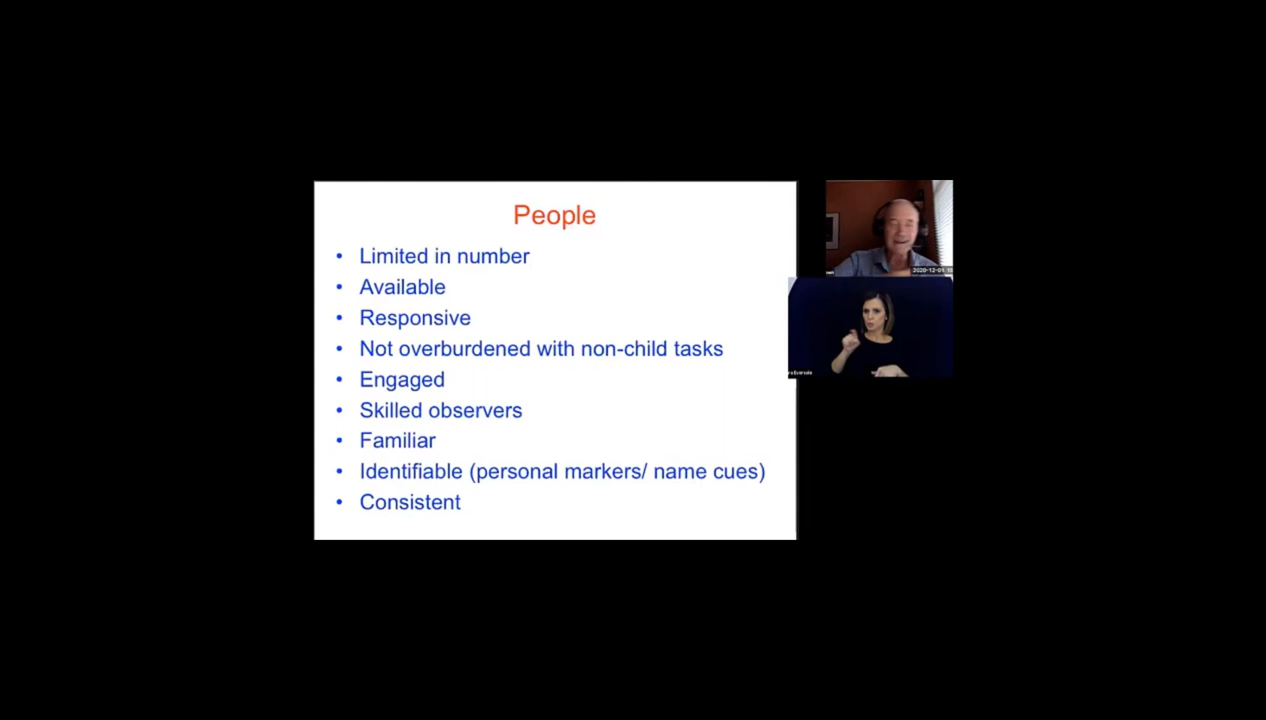 People
• Limited in number
• Available
• Responsive
• Not overburdened with non-child tasks
• Engaged
• Skilled observers
• Familiar
• Identifiable (personal markers/ name cues)
• Consistent